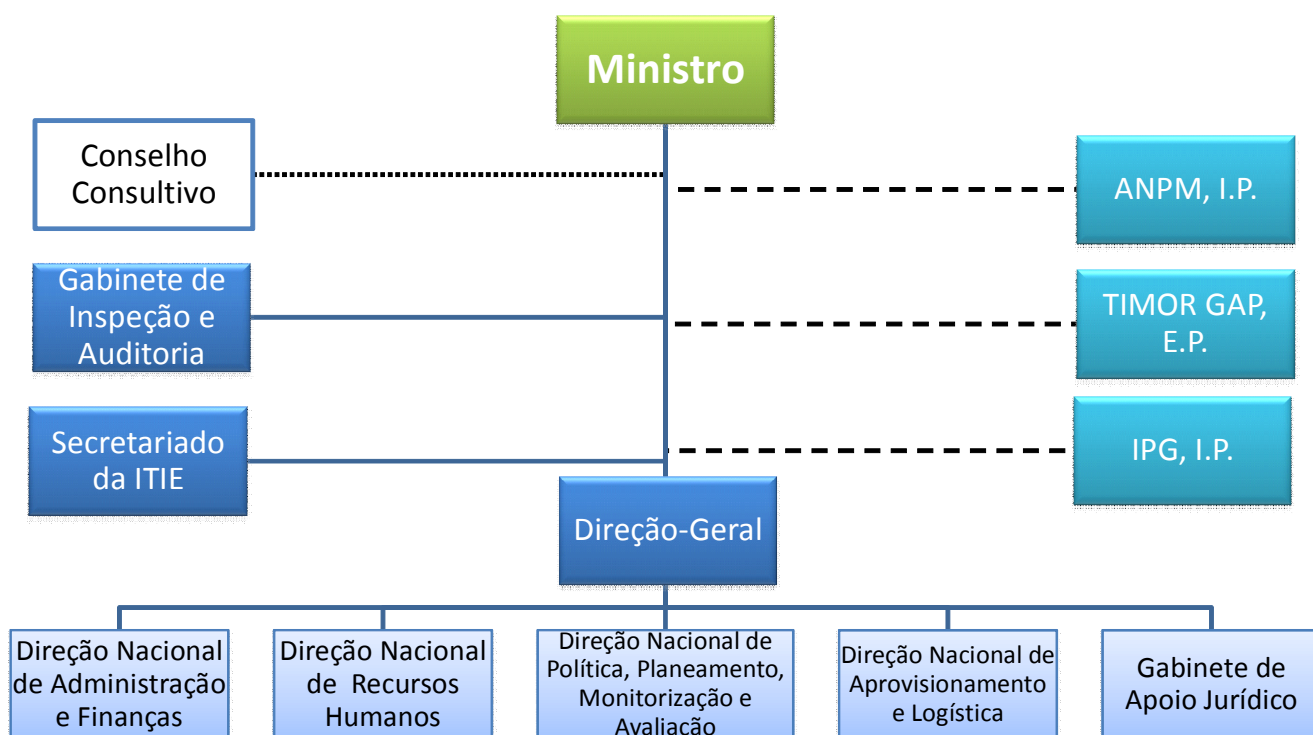 Ministro
Conselho
Consultivo
ANPM, I.P.
Gabinete de
Inspeção e
Auditoria
TIMOR GAP,
E.P.
Secretariado
da ITIE
IPG, I.P.
Direção-Geral
Direção Nacional
de Administração
e Finanças
Direção Nacional
de Recursos
Humanos
Direção Nacional de
Política, Planeamento,
Monitorização e
Avaliação
Direção Nacional de
Aprovisionamento
e Logística
Gabinete de
Apoio Jurídico